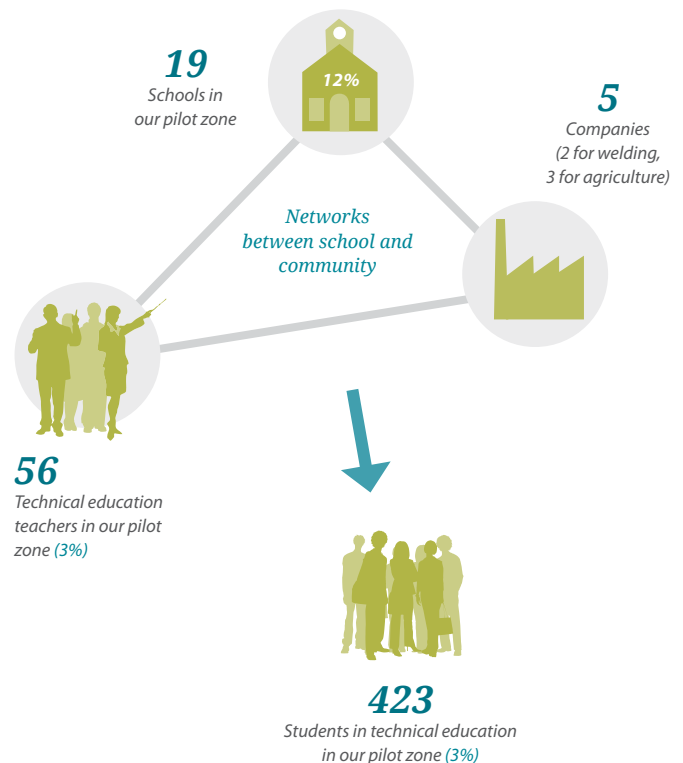 19
Schools in
our pilot zone
12%
5
Companies
(2 for welding,
3 for agriculture)
Networks
between school and
community
56
Technical education
teachers in our pilot
zone (3%)
423
Students in technical education
in our pilot zone (3%)